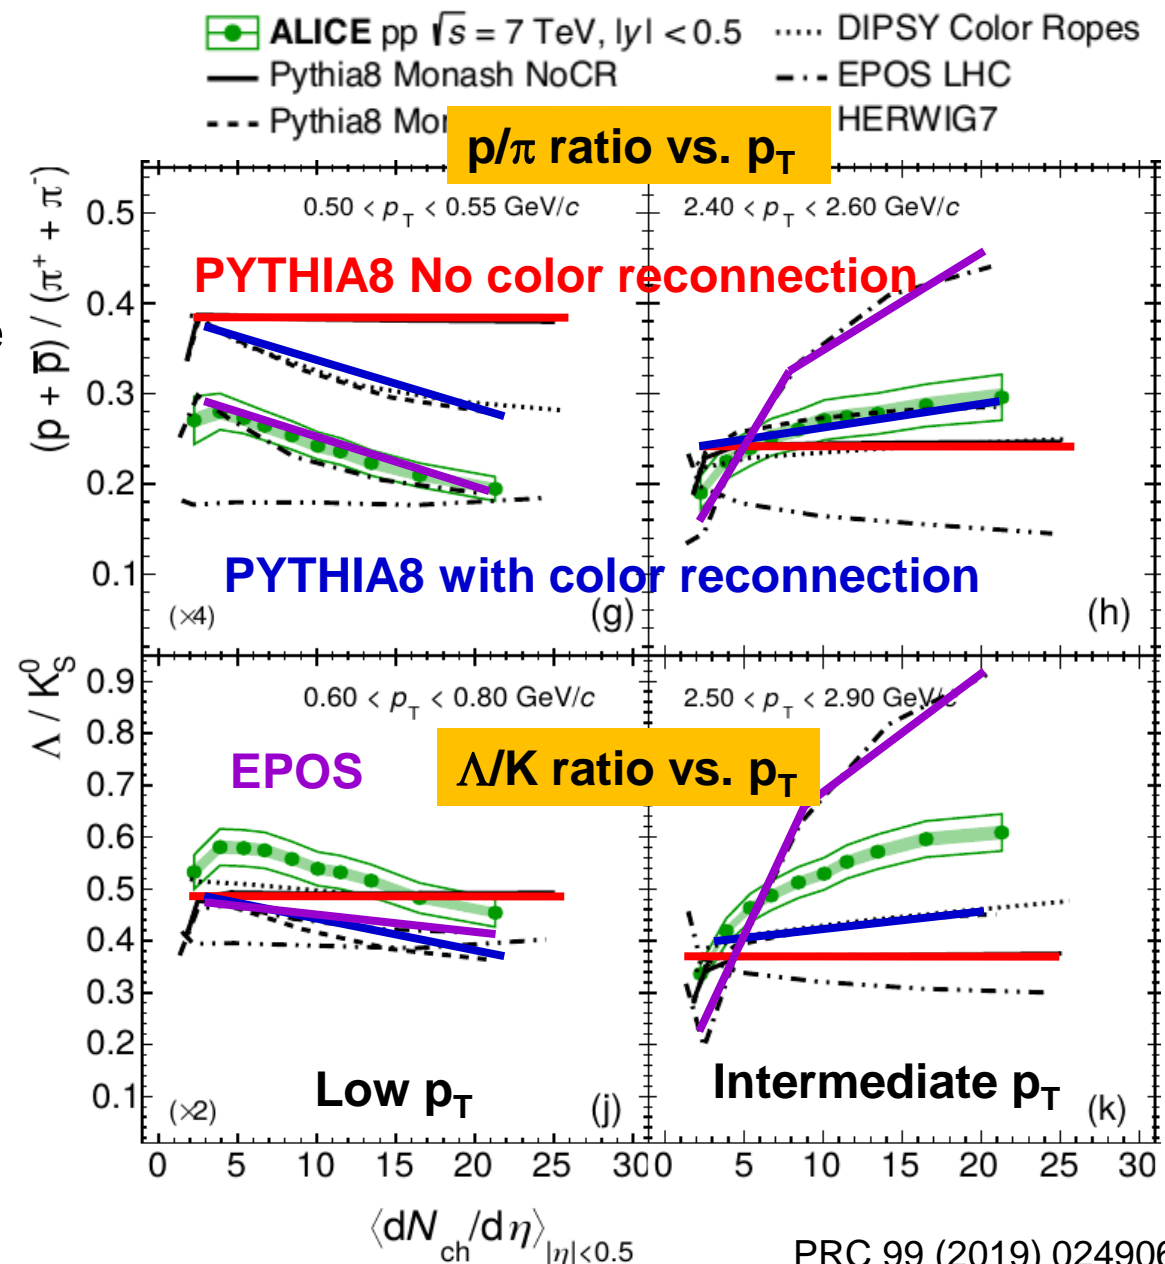 ALICE pp √s = 7 TeV, |y| < 0.5
DIPSY Color Ropes
Pythia8 Monash NoCR
EPOS LHC
Pythia8 Mo
HERWIG7
p/π ratio vs. pT
(p + p̅) / (π⁺ + π⁻)
0.50 < pT < 0.55 GeV/c
2.40 < pT < 2.60 GeV/c
0.5
PYTHIA8 No color reconnection
0.4
e
0.3
0.2
0.1
PYTHIA8 with color reconnection
(×4)
(g)
(h)
Λ / K⁰S
0.60 < pT < 0.80 GeV/c
2.50 < pT < 2.90 GeV/c
0.9
0.8
EPOS
Λ/K ratio vs. pT
0.7
0.6
0.5
0.4
0.3
0.2
0.1
Low pT
Intermediate pT
(×2)
(j)
(k)
0 5 10 15 20 25 30 0 5 10 15 20 25 30
⟨dNch/dη⟩|η|<0.5
PRC 99 (2019) 024906